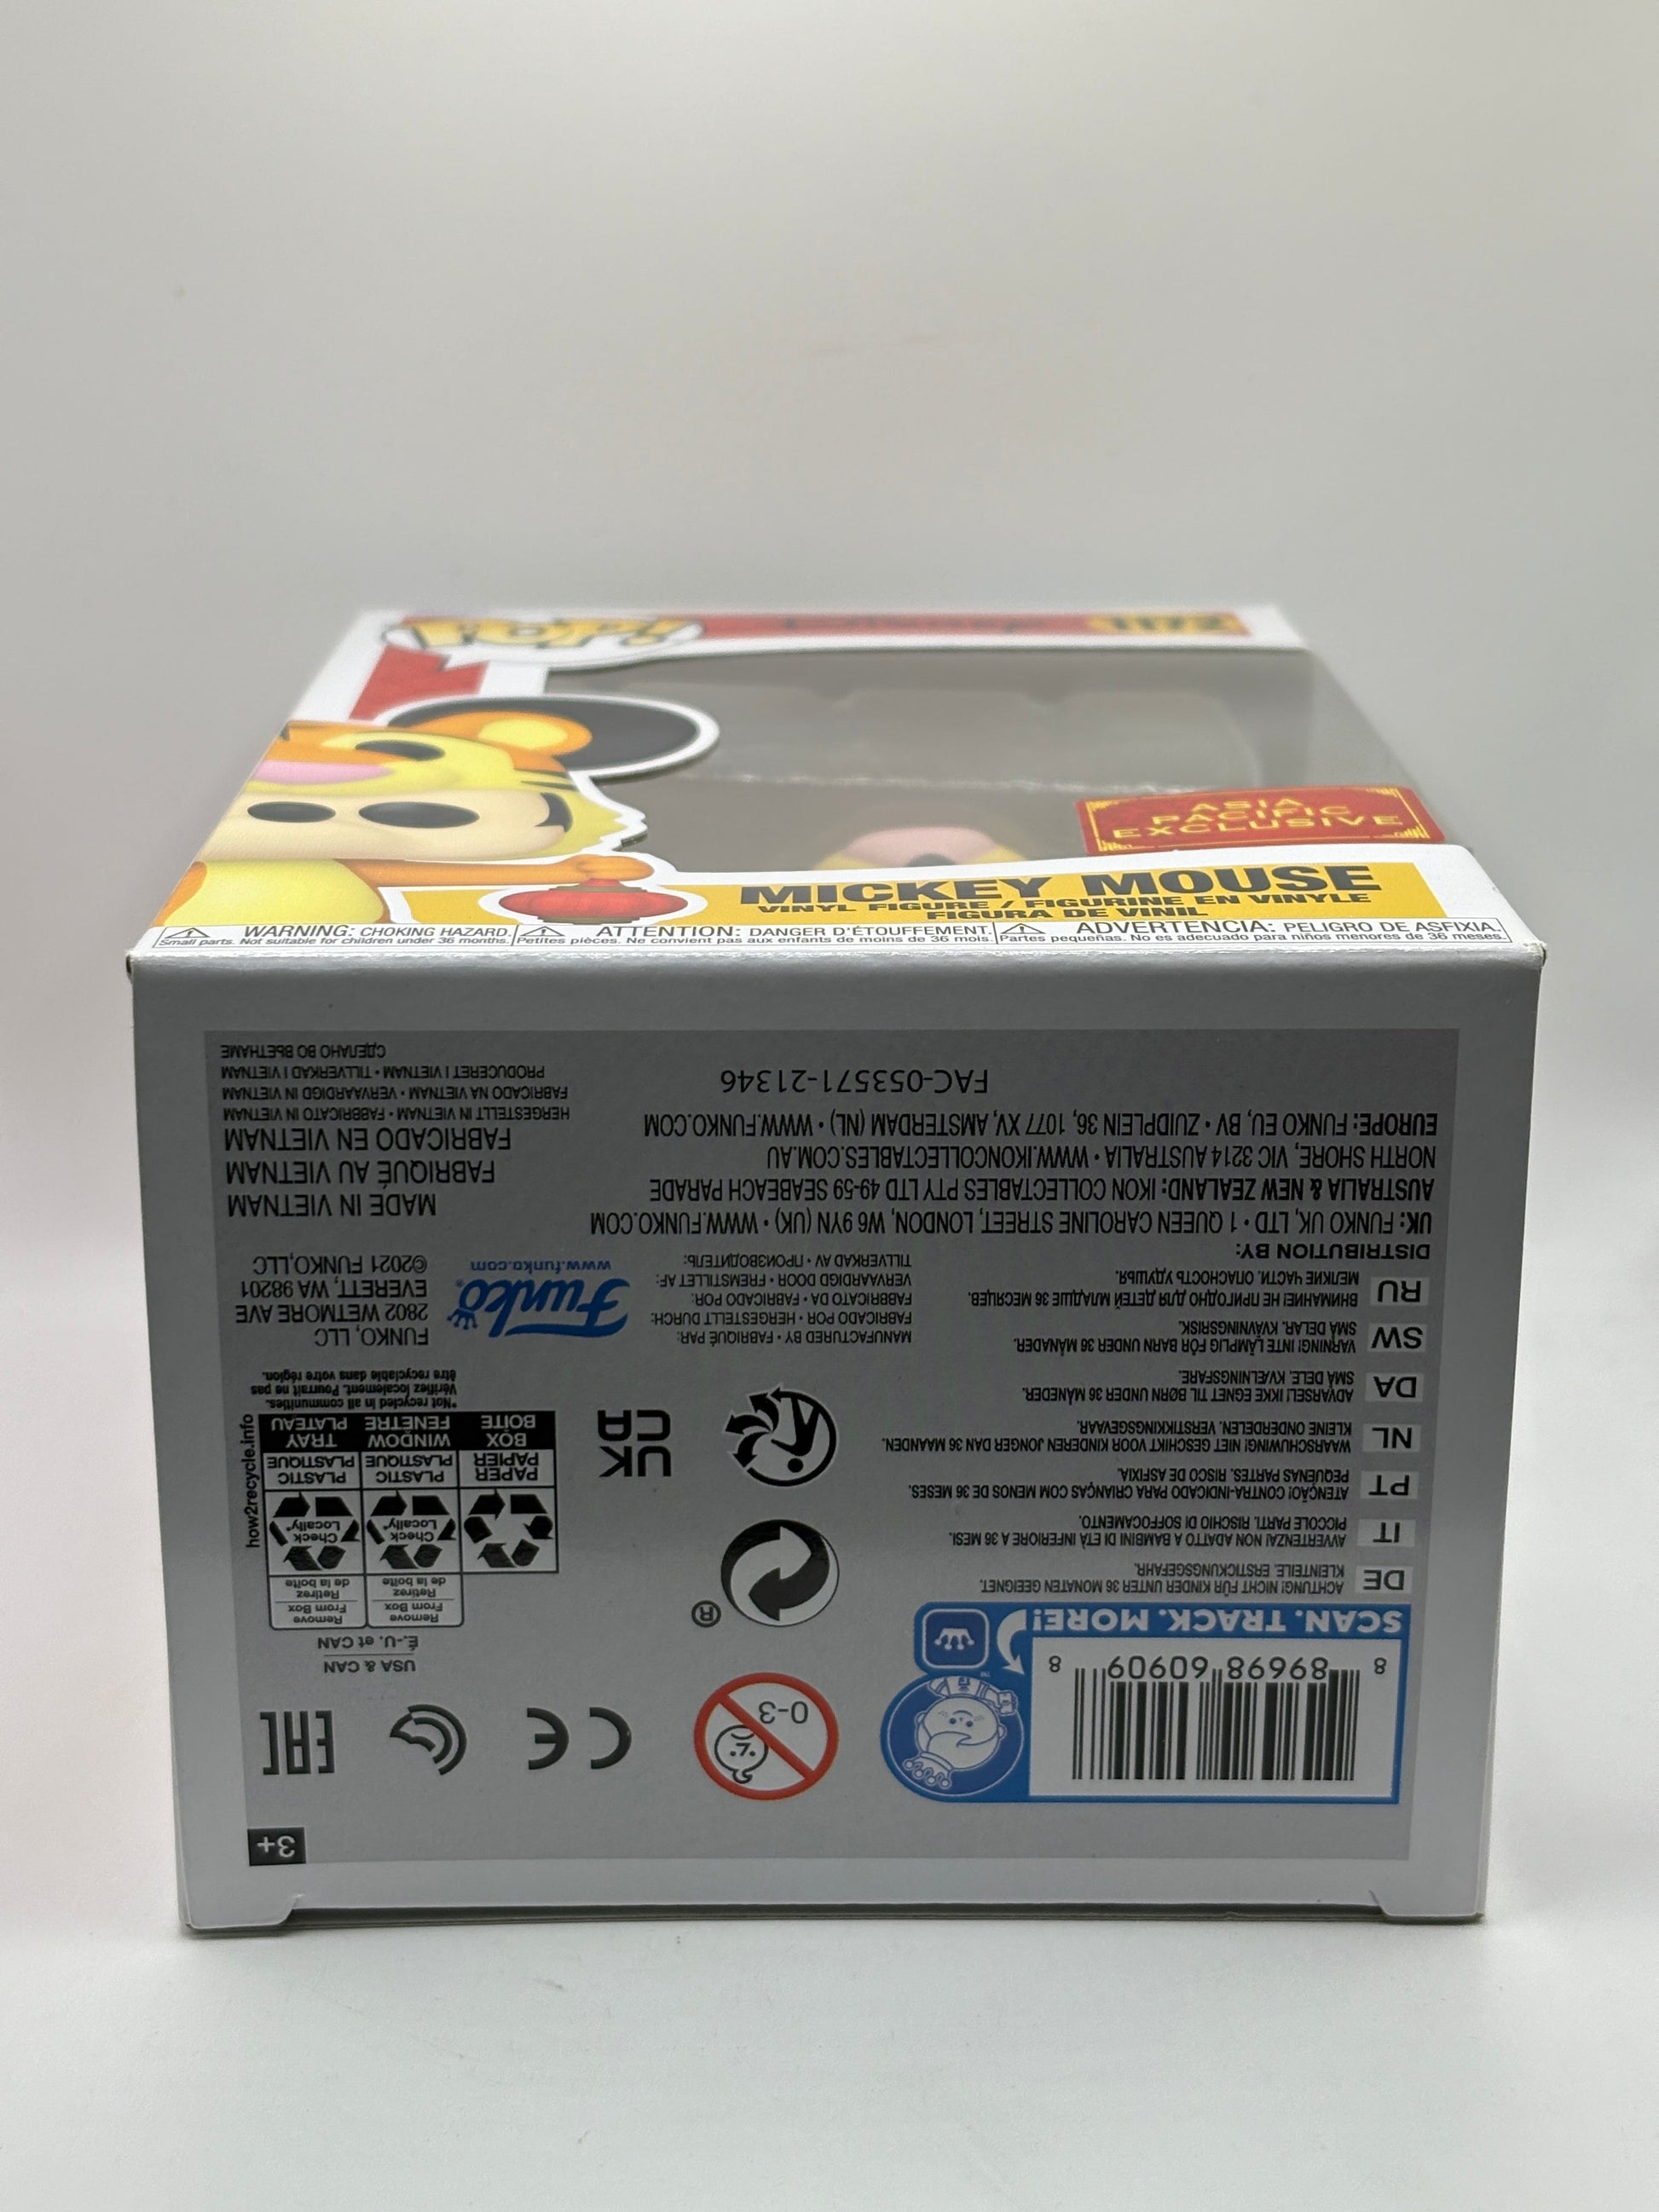 POP!
1172
ASIA
PACIFIC
EXCLUSIVE
MICKEY MOUSE
VINYL FIGURE / FIGURINE EN VINYLE
FIGURA DE VINIL
WARNING: CHOKING HAZARD.
Small parts. Not suitable for children under 36 months.
ATTENTION: DANGER D'ÉTOUFFEMENT.
Petites pièces. Ne convient pas aux enfants de moins de 36 mois.
ADVERTENCIA: PELIGRO DE ASFIXIA.
Partes pequeñas. No es adecuado para niños menores de 36 meses.
3+
8 89698 60909 8
SCAN. TRACK. MORE!
0-3
CE
EAC
USA & CAN
É.-U. et CAN
Remove
From Box
Retirez
de la boîte
Remove
From Box
Retirez
de la boîte
Check
Locally*
Check
Locally*
PAPER
PAPIER
PLASTIC
PLASTIQUE
PLASTIC
PLASTIQUE
BOX
BOÎTE
WINDOW
FENÊTRE
TRAY
PLATEAU
*Not recycled in all communities.
Vérifiez localement. Pourrait ne pas
être recyclable dans votre région.
how2recycle.info
®
UK
CA
DE
ACHTUNG! NICHT FÜR KINDER UNTER 36 MONATEN GEEIGNET.
KLEINTEILE. ERSTICKUNGSGEFAHR.
IT
AVVERTENZA! NON ADATTO A BAMBINI DI ETÀ INFERIORE A 36 MESI.
PICCOLE PARTI. RISCHIO DI SOFFOCAMENTO.
PT
ATENÇÃO! CONTRA-INDICADO PARA CRIANÇAS COM MENOS DE 36 MESES.
PEQUENAS PARTES. RISCO DE ASFIXIA.
NL
WAARSCHUWING! NIET GESCHIKT VOOR KINDEREN JONGER DAN 36 MAANDEN.
KLEINE ONDERDELEN. VERSTIKKINGSGEVAAR.
DA
ADVARSEL! IKKE EGNET TIL BØRN UNDER 36 MÅNEDER.
SMÅ DELE. KVÆLNINGSFARE.
SW
VARNING! INTE LÄMPLIG FÖR BARN UNDER 36 MÅNADER.
SMÅ DELAR. KVÄVNINGSRISK.
RU
ВНИМАНИЕ! НЕ ПРИГОДНО ДЛЯ ДЕТЕЙ МЛАДШЕ 36 МЕСЯЦЕВ.
МЕЛКИЕ ЧАСТИ. ОПАСНОСТЬ УДУШЬЯ.
MANUFACTURED BY • FABRIQUÉ PAR:
FABRICADO POR • HERGESTELLT DURCH:
FABBRICATO DA • FABRICADO POR:
VERVAARDIGD DOOR • FREMSTILLET AF:
TILLVERKAD AV • ПРОИЗВОДИТЕЛЬ:
Funko®
www.funko.com
FUNKO, LLC
2802 WETMORE AVE
EVERETT, WA 98201
©2021 FUNKO,LLC
DISTRIBUTION BY:
UK: FUNKO UK, LTD • 1 QUEEN CAROLINE STREET, LONDON, W6 9YN (UK) • WWW.FUNKO.COM
AUSTRALIA & NEW ZEALAND: IKON COLLECTABLES PTY LTD 49-59 SEABEACH PARADE
NORTH SHORE, VIC 3214 AUSTRALIA • WWW.IKONCOLLECTABLES.COM.AU
EUROPE: FUNKO EU, BV • ZUIDPLEIN 36, 1077 XV, AMSTERDAM (NL) • WWW.FUNKO.COM
MADE IN VIETNAM
FABRIQUÉ AU VIETNAM
FABRICADO EN VIETNAM
HERGESTELLT IN VIETNAM • FABBRICATO IN VIETNAM
FABRICADO NA VIETNAM • VERVAARDIGD IN VIETNAM
PRODUCERET I VIETNAM • TILLVERKAD I VIETNAM
СДЕЛАНО ВО ВЬЕТНАМЕ
FAC-053571-21346